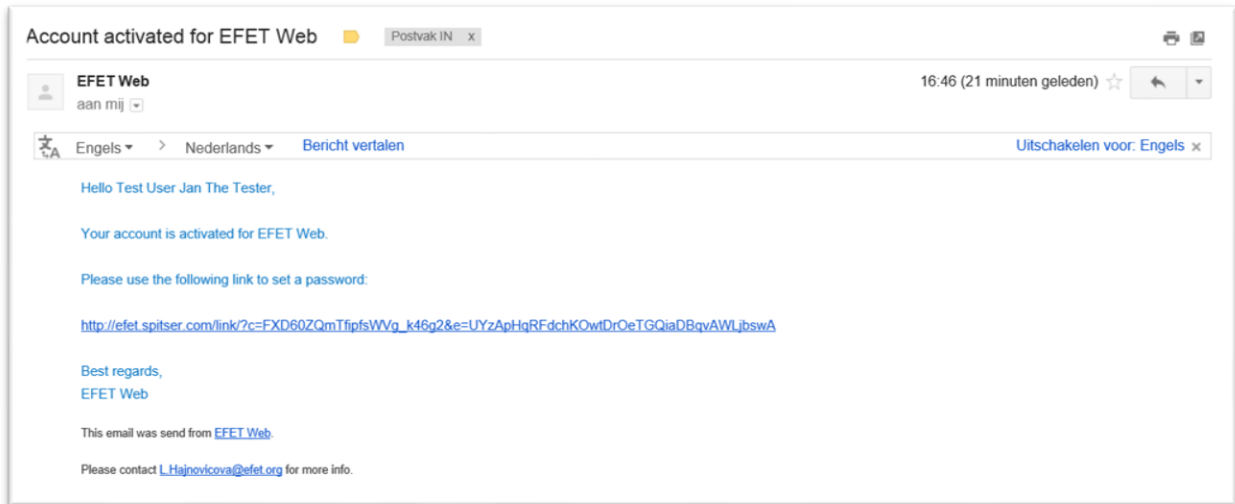 Account activated for EFET Web Postvak IN x
EFET Web 16:46 (21 minuten geleden)
aan mij
Engels > Nederlands Bericht vertalen Uitschakelen voor: Engels x
Hello Test User Jan The Tester,
Your account is activated for EFET Web.
Please use the following link to set a password:
http://efet.spitser.com/link/?c=FXD60ZQmTfipfsWVg_k46g2&e=UYzApHqRFdchKOwtDrOeTGQiaDBqvAWLjbswA
Best regards,
EFET Web
This email was send from EFET Web.
Please contact L.Hajnovicova@efet.org for more info.